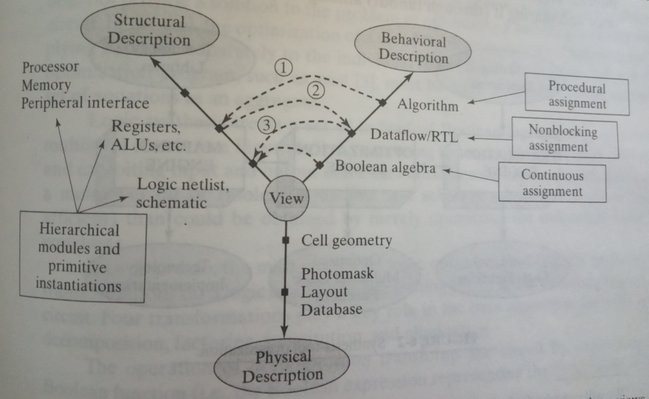 Structural
Description
Behavioral
Description
Processor
Memory
Peripheral interface
1
2
3
Procedural
assignment
Algorithm
Registers,
ALUs, etc.
Dataflow/RTL
Nonblocking
assignment
Boolean algebra
Continuous
assignment
Logic netlist,
schematic
View
Hierarchical
modules and
primitive
instantiations
Cell geometry
Photomask
Layout
Database
Physical
Description